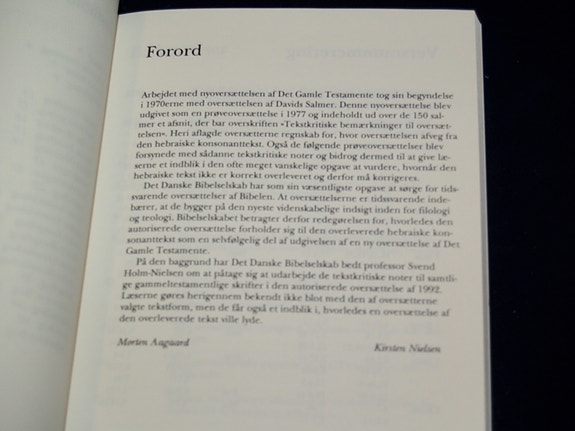 Forord
Arbejdet med nyoversættelsen af Det Gamle Testamente tog sin begyndelse
i 1970erne med oversættelsen af Davids Salmer. Denne nyoversættelse blev
udgivet som en prøveoversættelse i 1977 og indeholdt ud over de 150 sal-
mer et afsnit, der bar overskriften »Tekstkritiske bemærkninger til oversæt-
telsen«. Heri aflagde oversætterne regnskab for, hvor oversættelsen afveg fra
den hebraiske konsonanttekst. Også de følgende prøveoversættelser blev
forsynede med sådanne tekstkritiske noter og bidrog dermed til at give læ-
serne et indblik i den ofte meget vanskelige opgave at vurdere, hvornår den
hebraiske tekst ikke er korrekt overleveret og derfor må korrigeres.
Det Danske Bibelselskab har som sin væsentligste opgave at sørge for tids-
svarende oversættelser af Bibelen. At oversættelserne er tidssvarende inde-
bærer, at de bygger på den nyeste videnskabelige indsigt inden for filologi
og teologi. Bibelselskabet betragter derfor redegørelsen for, hvorledes den
autoriserede oversættelse forholder sig til den overleverede hebraiske kon-
sonanttekst som en selvfølgelig del af udgivelsen af en ny oversættelse af Det
Gamle Testamente.
På den baggrund har Det Danske Bibelselskab bedt professor Svend
Holm-Nielsen om at påtage sig at udarbejde de tekstkritiske noter til samtli-
ge gammeltestamentlige skrifter i den autoriserede oversættelse af 1992.
Læserne gøres herigennem bekendt ikke blot med den af oversætterne
valgte tekstform, men de får også et indblik i, hvorledes en oversættelse af
den overleverede tekst ville lyde.
Morten Aagaard Kirsten Nielsen